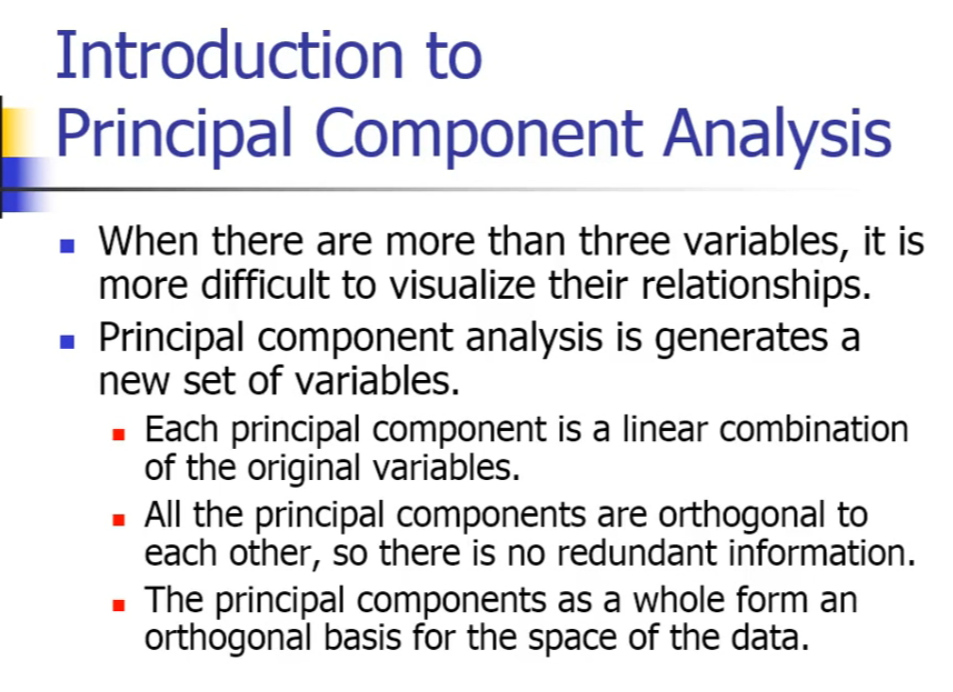 Introduction to
Principal Component Analysis
When there are more than three variables, it is
more difficult to visualize their relationships.
Principal component analysis is generates a
new set of variables.
Each principal component is a linear combination
of the original variables.
All the principal components are orthogonal to
each other, so there is no redundant information.
The principal components as a whole form an
orthogonal basis for the space of the data.